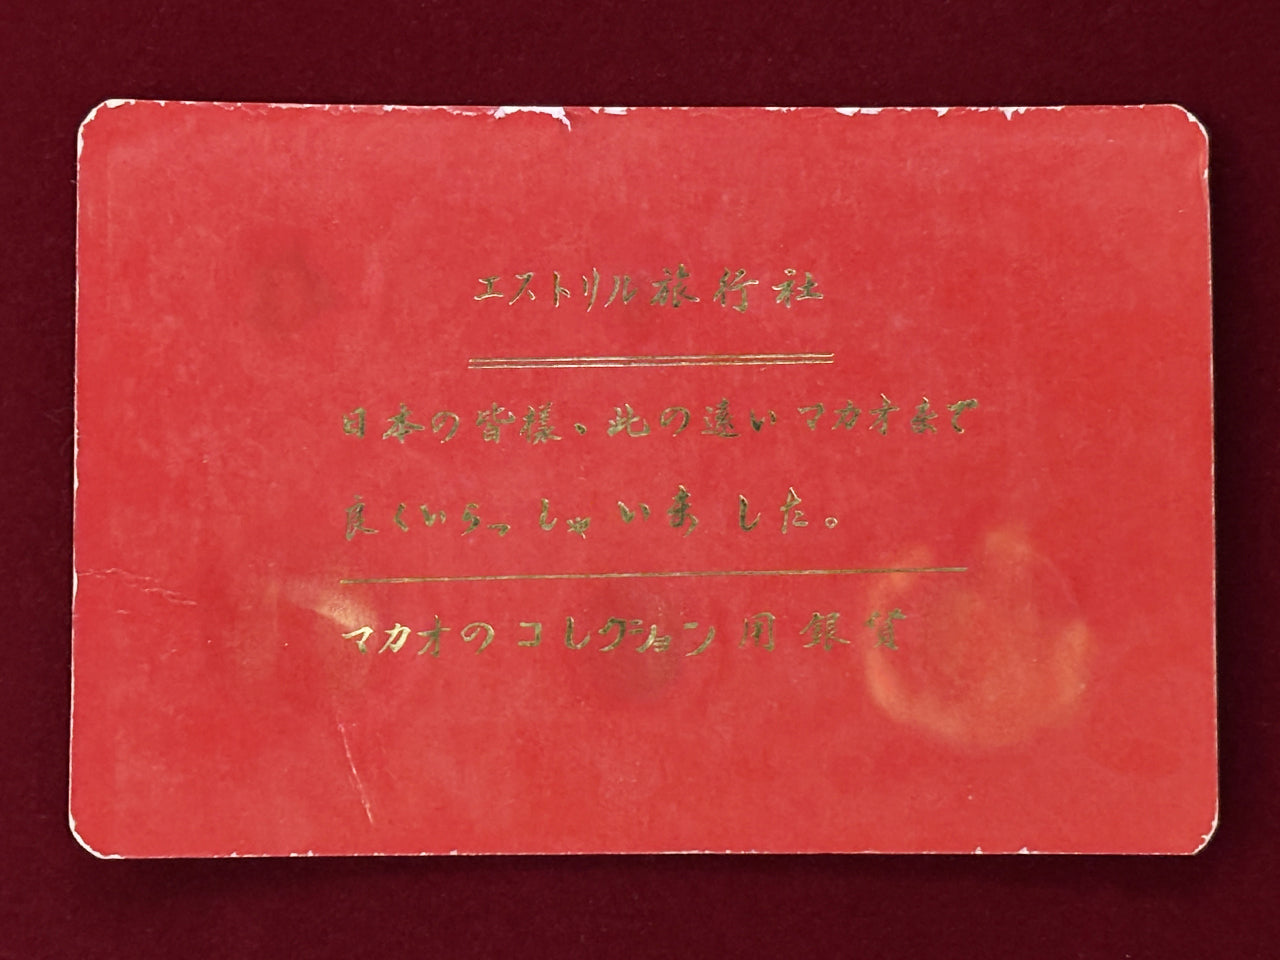 エストリル旅行社
日本の皆様、此の遠いマカオまで
良くいらっしゃいました。
マカオのコレクション用銀貨